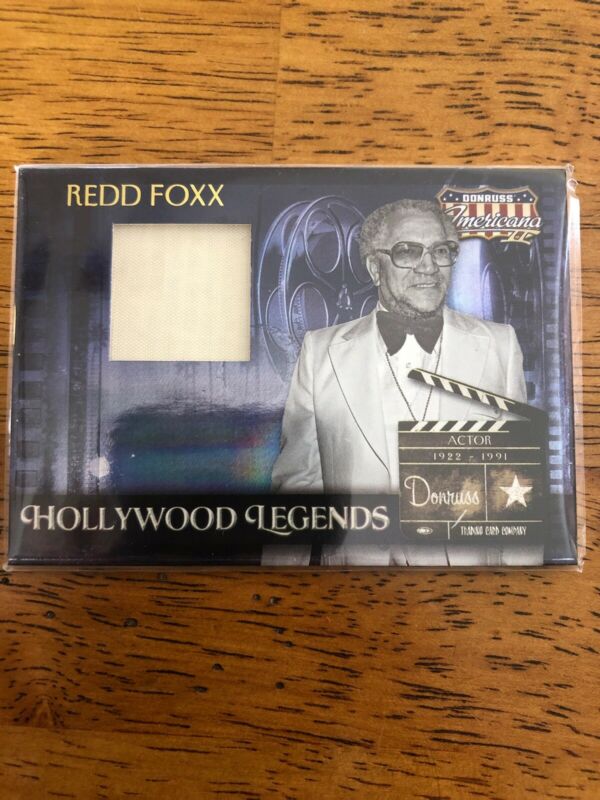 REDD FOXX
DONRUSS
Americana
II
ACTOR
1922 - 1991
Donruss
TRADING CARD COMPANY
HOLLYWOOD LEGENDS